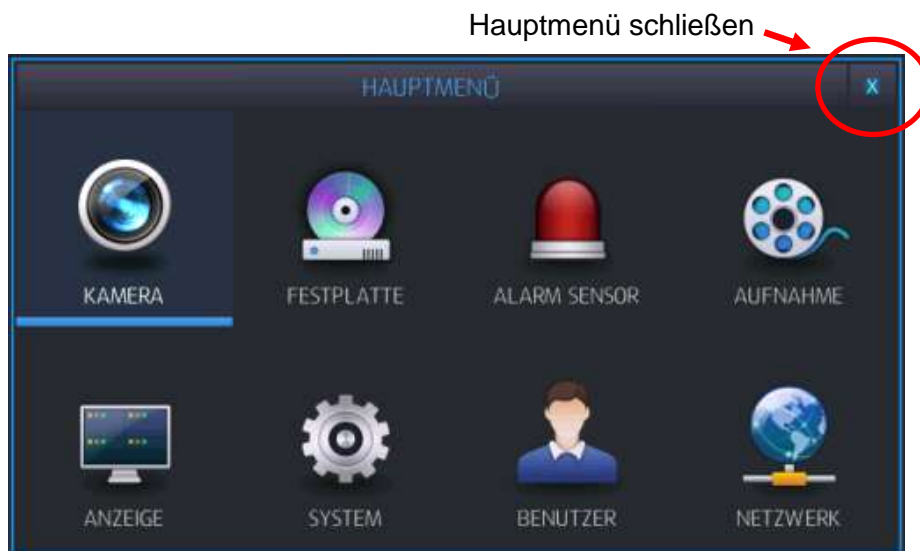 Hauptmenü schließen
HAUPTMENÜ X
KAMERA FESTPLATTE ALARM SENSOR AUFNAHME
ANZEIGE SYSTEM BENUTZER NETZWERK